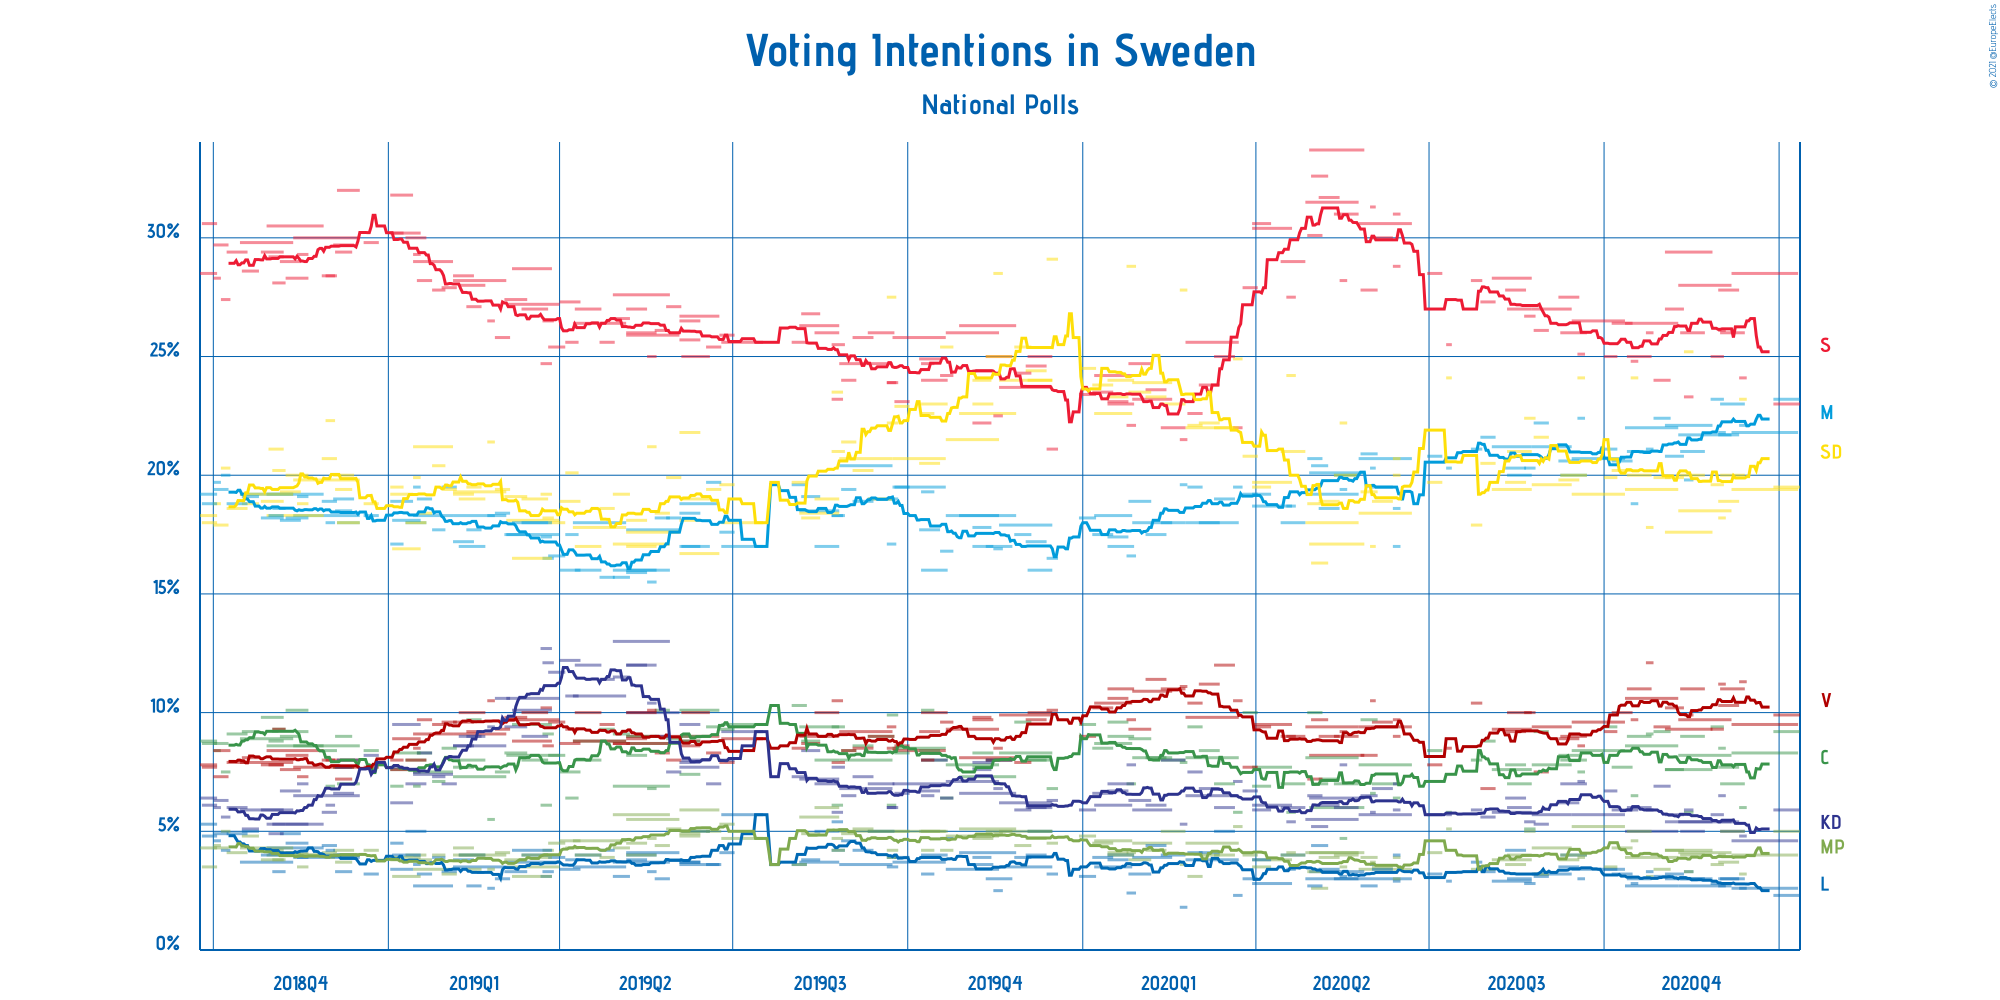 Voting Intentions in Sweden
National Polls
© 2021 @EuropeElects
30%
25%
20%
15%
10%
5%
0%
S
M
SD
V
C
KD
MP
L
2018Q4 2019Q1 2019Q2 2019Q3 2019Q4 2020Q1 2020Q2 2020Q3 2020Q4